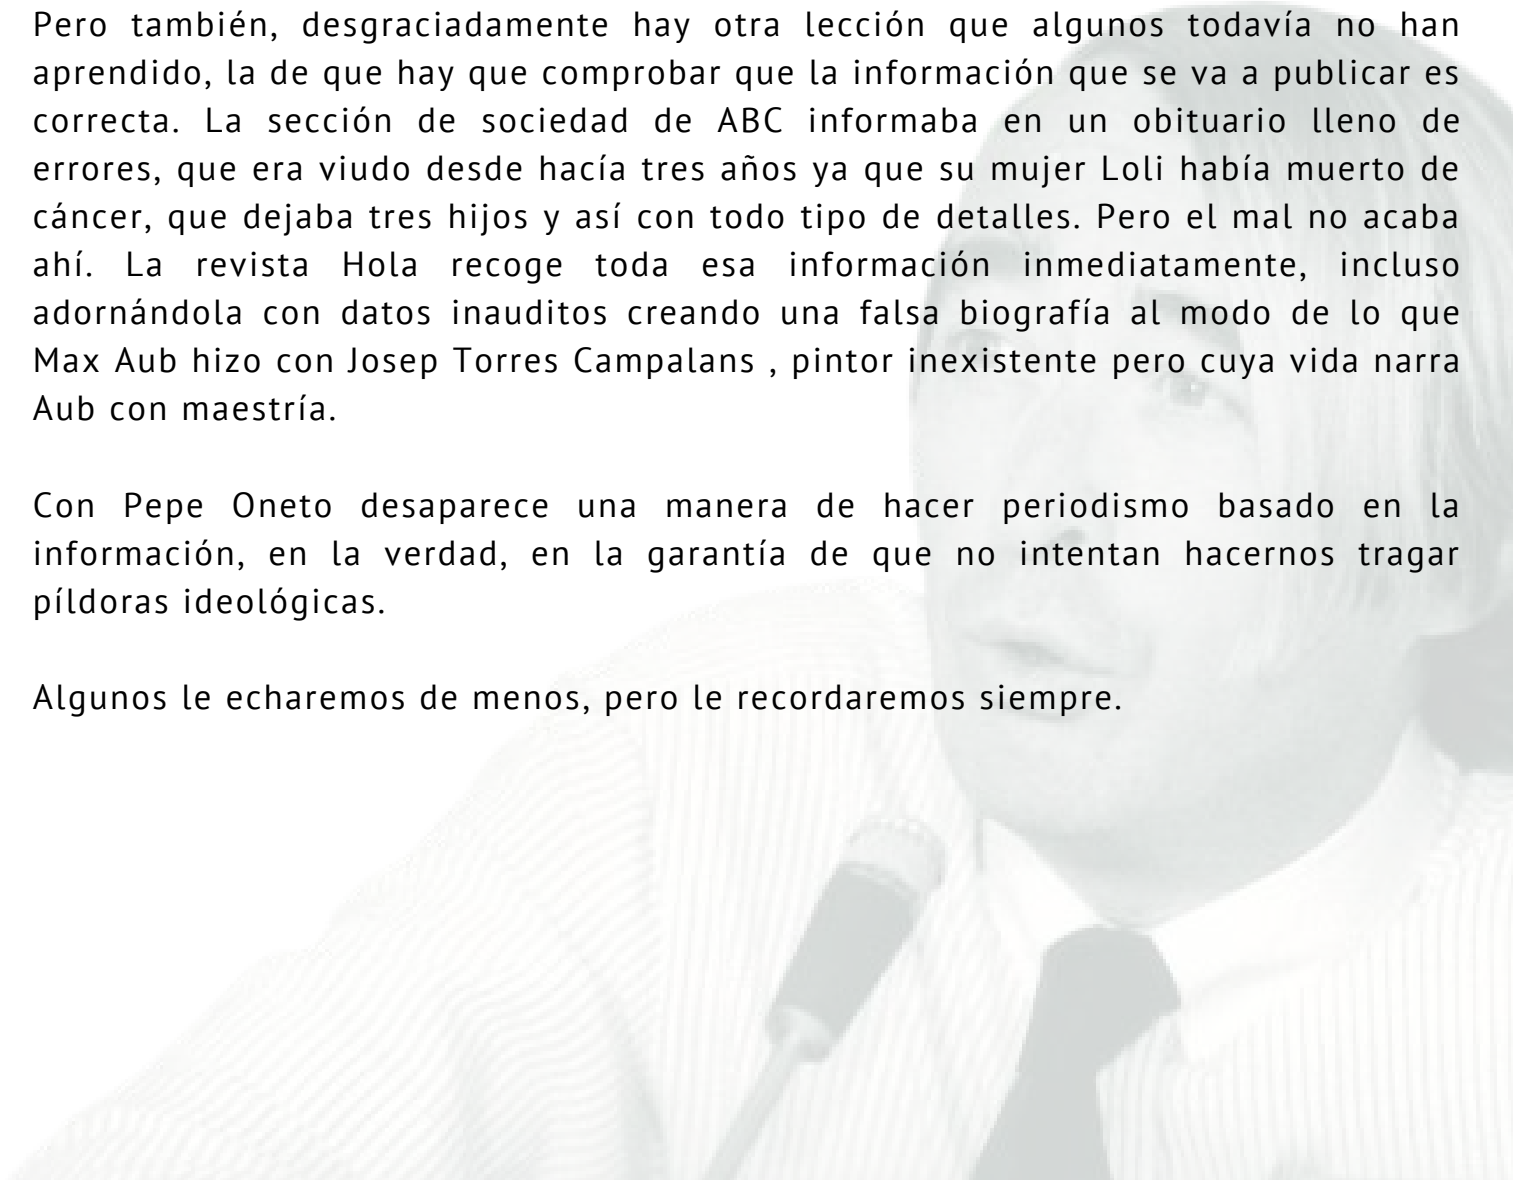 Pero también, desgraciadamente hay otra lección que algunos todavía no han
aprendido, la de que hay que comprobar que la información que se va a publicar es
correcta. La sección de sociedad de ABC informaba en un obituario lleno de
errores, que era viudo desde hacía tres años ya que su mujer Loli había muerto de
cáncer, que dejaba tres hijos y así con todo tipo de detalles. Pero el mal no acaba
ahí. La revista Hola recoge toda esa información inmediatamente, incluso
adornándola con datos inauditos creando una falsa biografía al modo de lo que
Max Aub hizo con Josep Torres Campalans , pintor inexistente pero cuya vida narra
Aub con maestría.
Con Pepe Oneto desaparece una manera de hacer periodismo basado en la
información, en la verdad, en la garantía de que no intentan hacernos tragar
píldoras ideológicas.
Algunos le echaremos de menos, pero le recordaremos siempre.